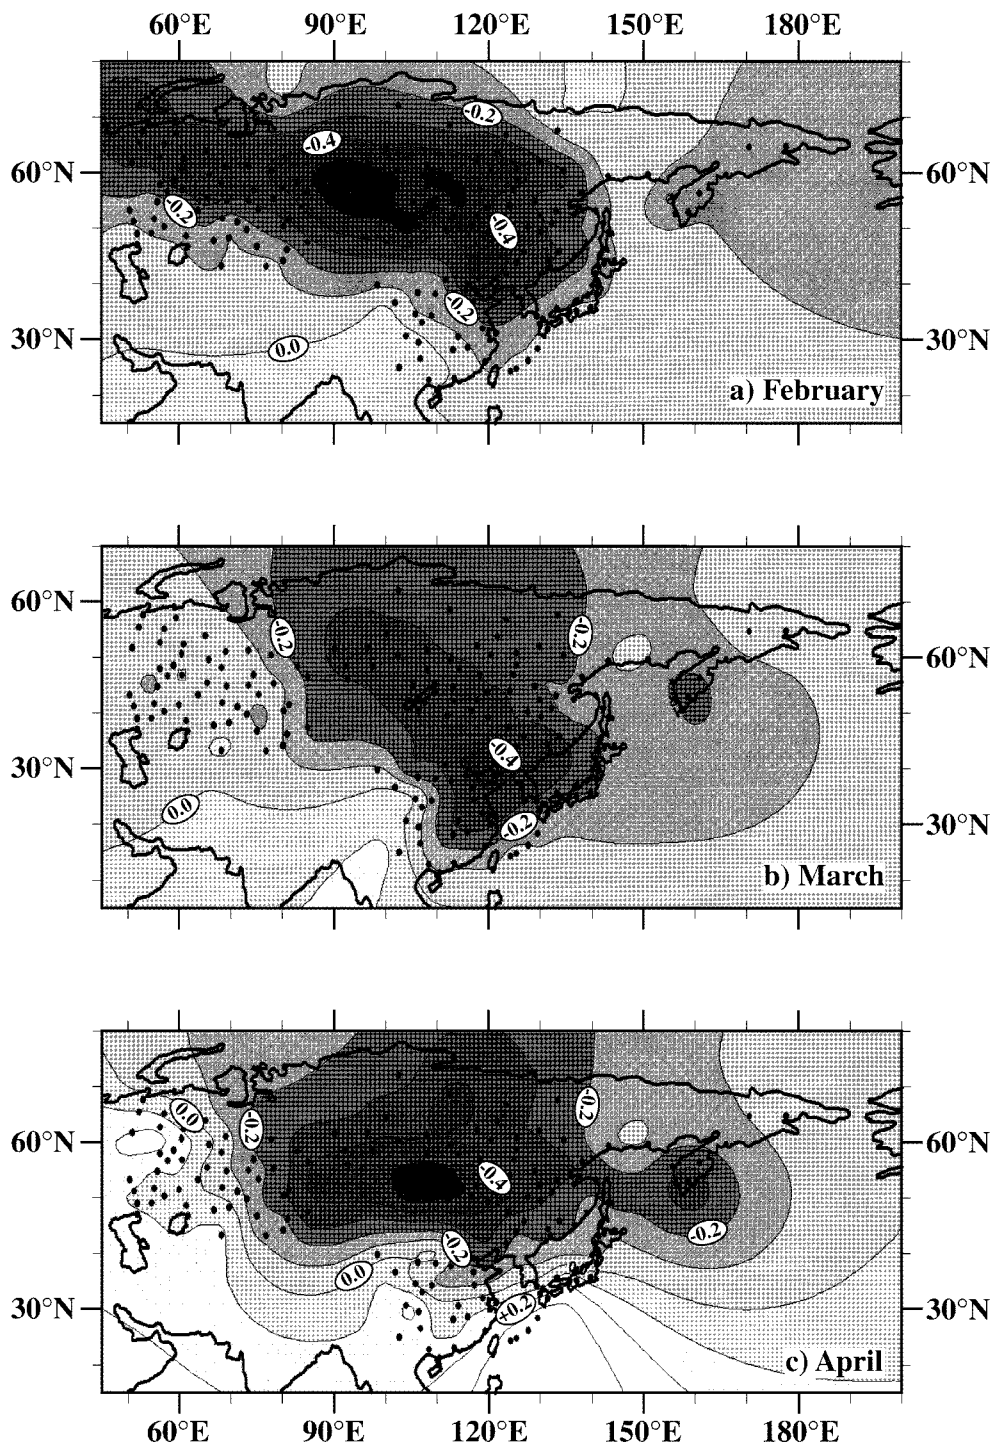 60°E 90°E 120°E 150°E 180°E
-0.2
-0.4
60°N 60°N
-0.2
-0.4
-0.2
30°N 0.0 30°N
a) February
60°N
-0.2 -0.2
60°N
-0.4
30°N
0.0
-0.2 30°N
b) March
0.0 -0.2 -0.2
60°N 60°N
-0.4
-0.2 -0.2
0.0
30°N +0.2 30°N
c) April
60°E 90°E 120°E 150°E 180°E